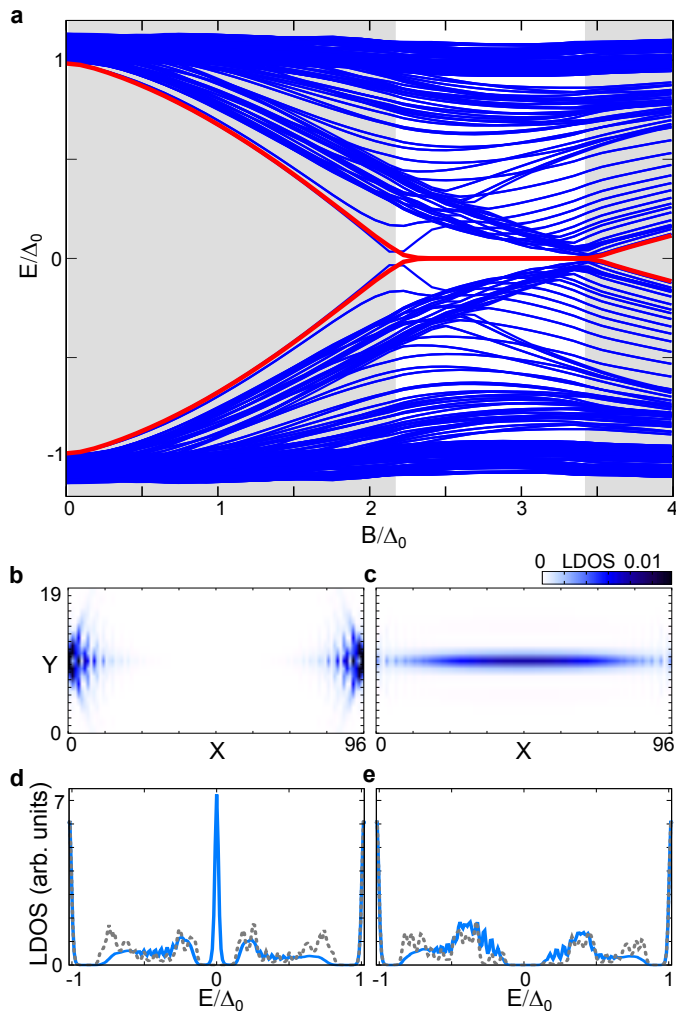 a
1
0
-1
E/Δ₀
0 1 2 3 4
B/Δ₀
0 LDOS 0.01
b c
19
Y
0
0 X 96 0 X 96
d e
7
LDOS (arb. units)
0
-1 0 1 -1 0 1
E/Δ₀ E/Δ₀